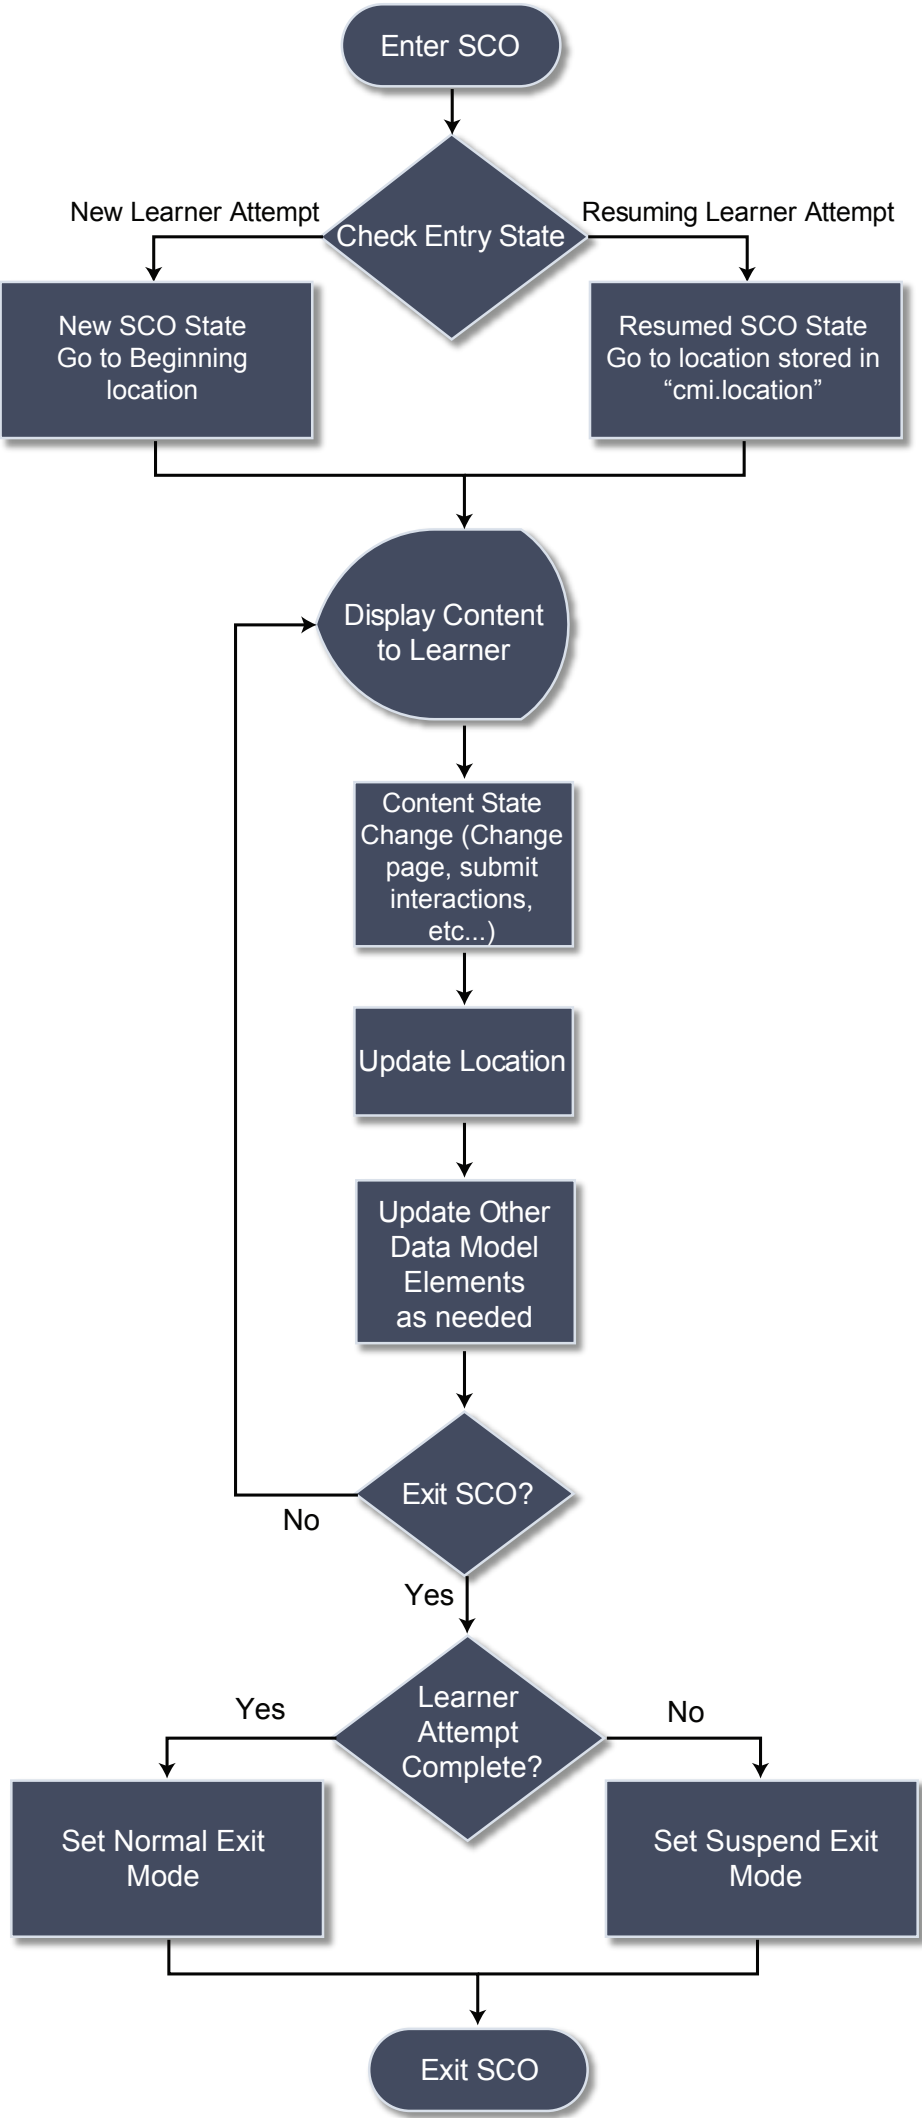 Enter SCO
New Learner Attempt
Resuming Learner Attempt
Check Entry State
New SCO State
Go to Beginning
location
Resumed SCO State
Go to location stored in
“cmi.location”
Display Content
to Learner
Content State
Change (Change
page, submit
interactions,
etc...)
Update Location
Update Other
Data Model
Elements
as needed
Exit SCO?
No
Yes
Learner
Attempt
Complete?
Yes
No
Set Normal Exit
Mode
Set Suspend Exit
Mode
Exit SCO